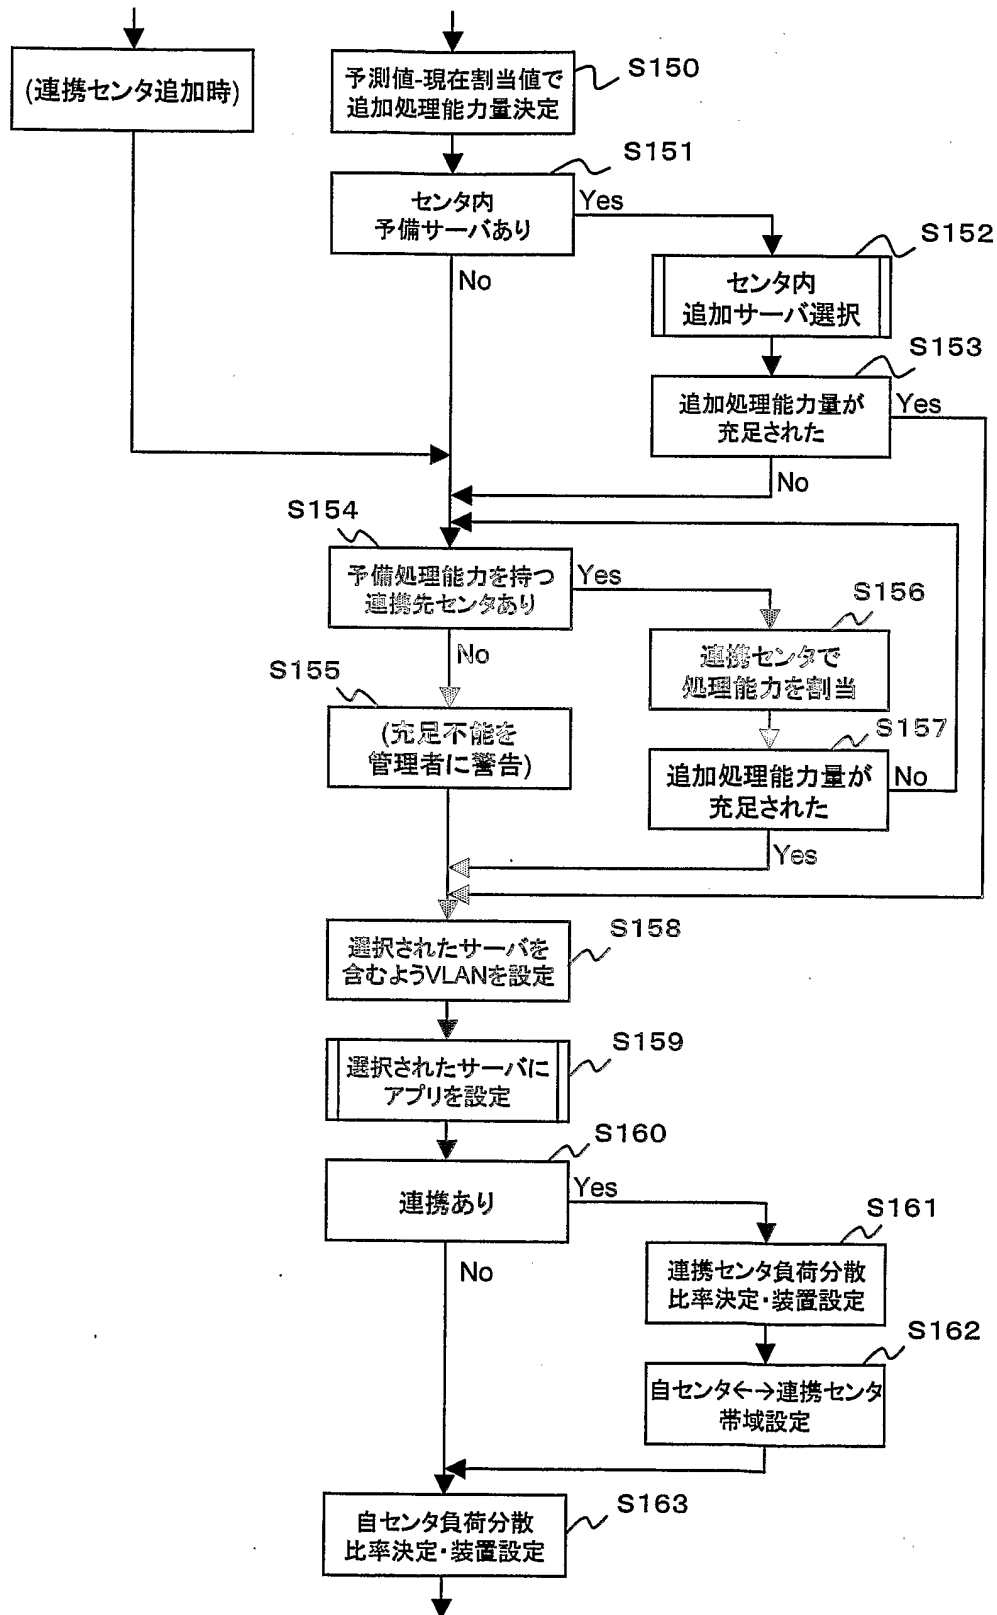 (連携センタ追加時)
予測値-現在割当値で
追加処理能力量決定
S150
S151
センタ内
予備サーバあり
Yes
No
S152
センタ内
追加サーバ選択
S153
追加処理能力量が
充足された
Yes
No
S154
予備処理能力を持つ
連携先センタあり
Yes
No
S155
(充足不能を
管理者に警告)
S156
連携センタで
処理能力を割当
S157
追加処理能力量が
充足された
No
Yes
S158
選択されたサーバを
含むようVLANを設定
S159
選択されたサーバに
アプリを設定
S160
連携あり
Yes
No
S161
連携センタ負荷分散
比率決定・装置設定
S162
自センタ←→連携センタ
帯域設定
S163
自センタ負荷分散
比率決定・装置設定